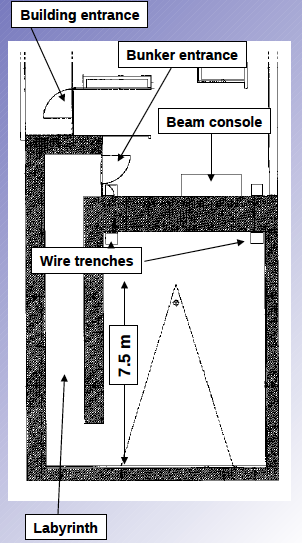 Building entrance
Bunker entrance
Beam console
Wire trenches
7.5 m
Labyrinth